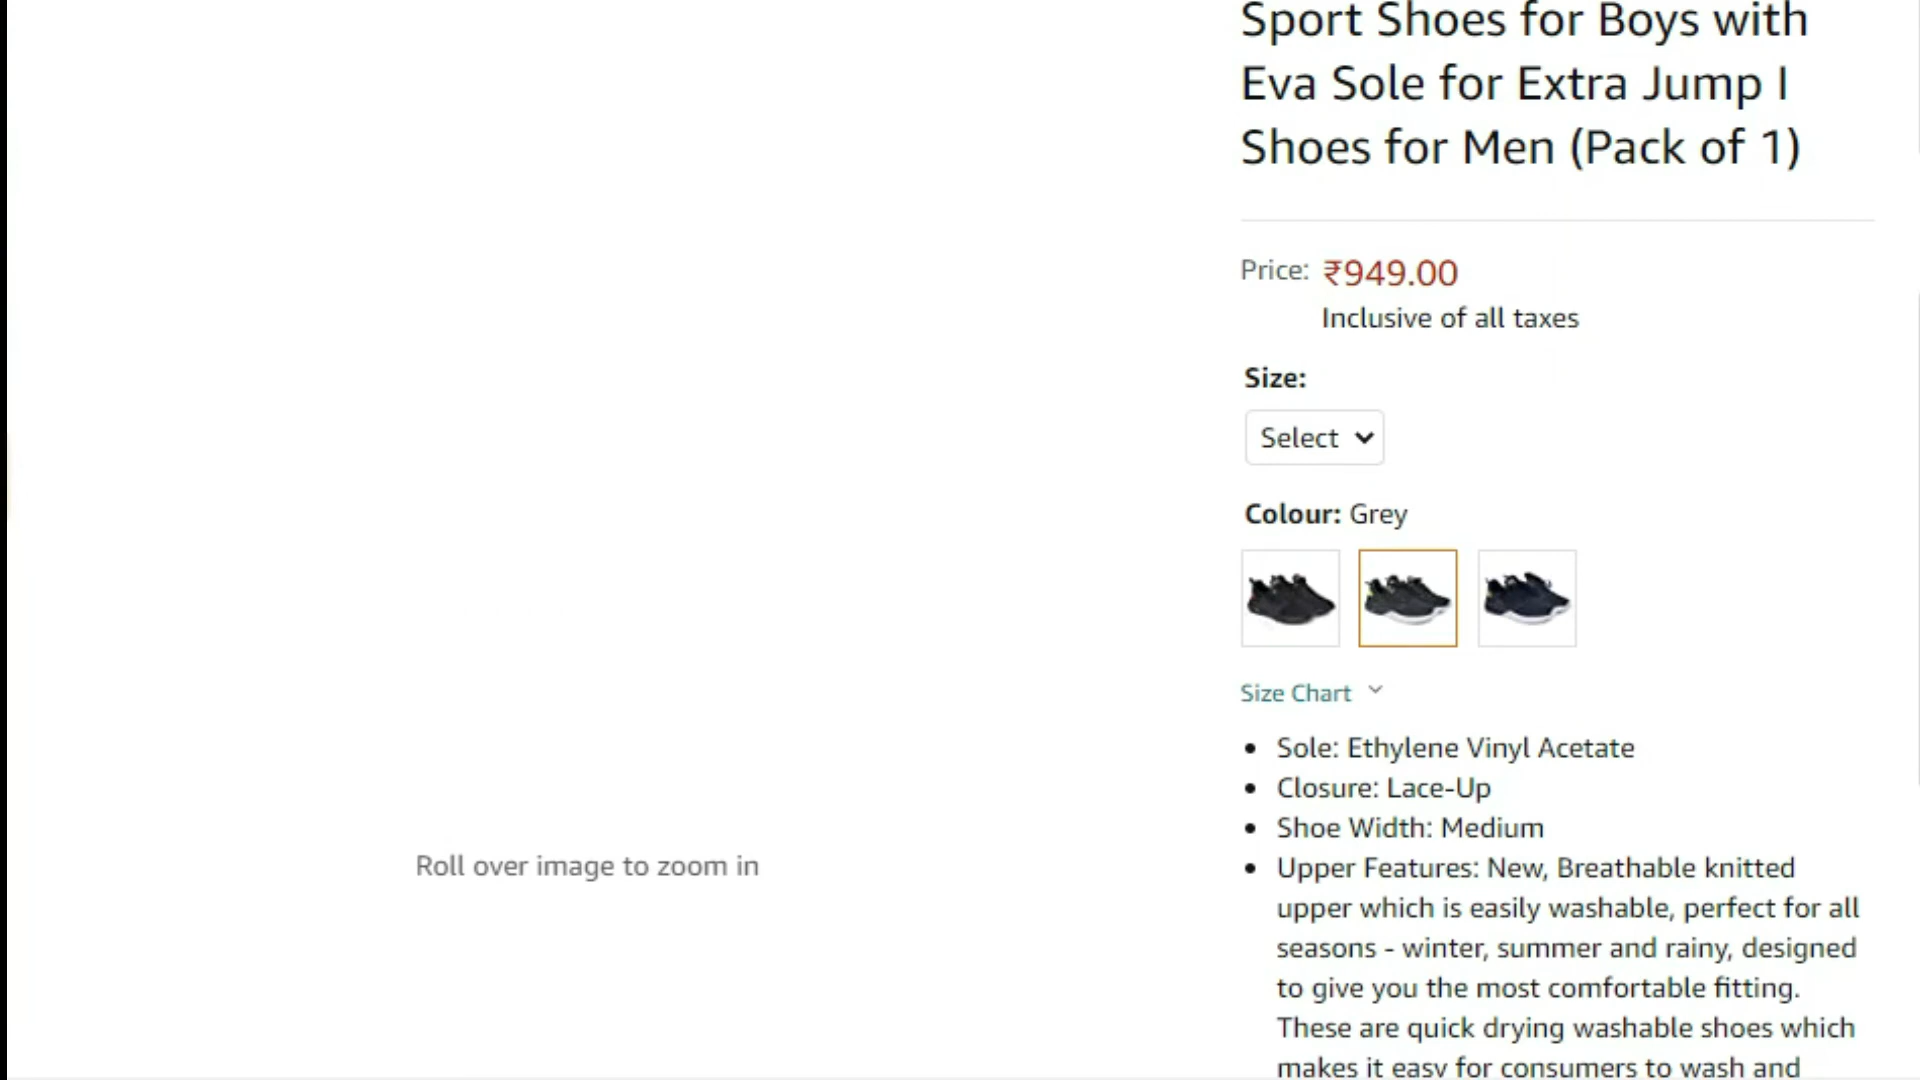 Sport Shoes for Boys with
Eva Sole for Extra Jump I
Shoes for Men (Pack of 1)
Price: ₹949.00
Inclusive of all taxes
Size:
Select
Colour: Grey
Size Chart
Sole: Ethylene Vinyl Acetate
Closure: Lace-Up
Shoe Width: Medium
Upper Features: New, Breathable knitted
upper which is easily washable, perfect for all
seasons - winter, summer and rainy, designed
to give you the most comfortable fitting.
These are quick drying washable shoes which
makes it easy for consumers to wash and
Roll over image to zoom in